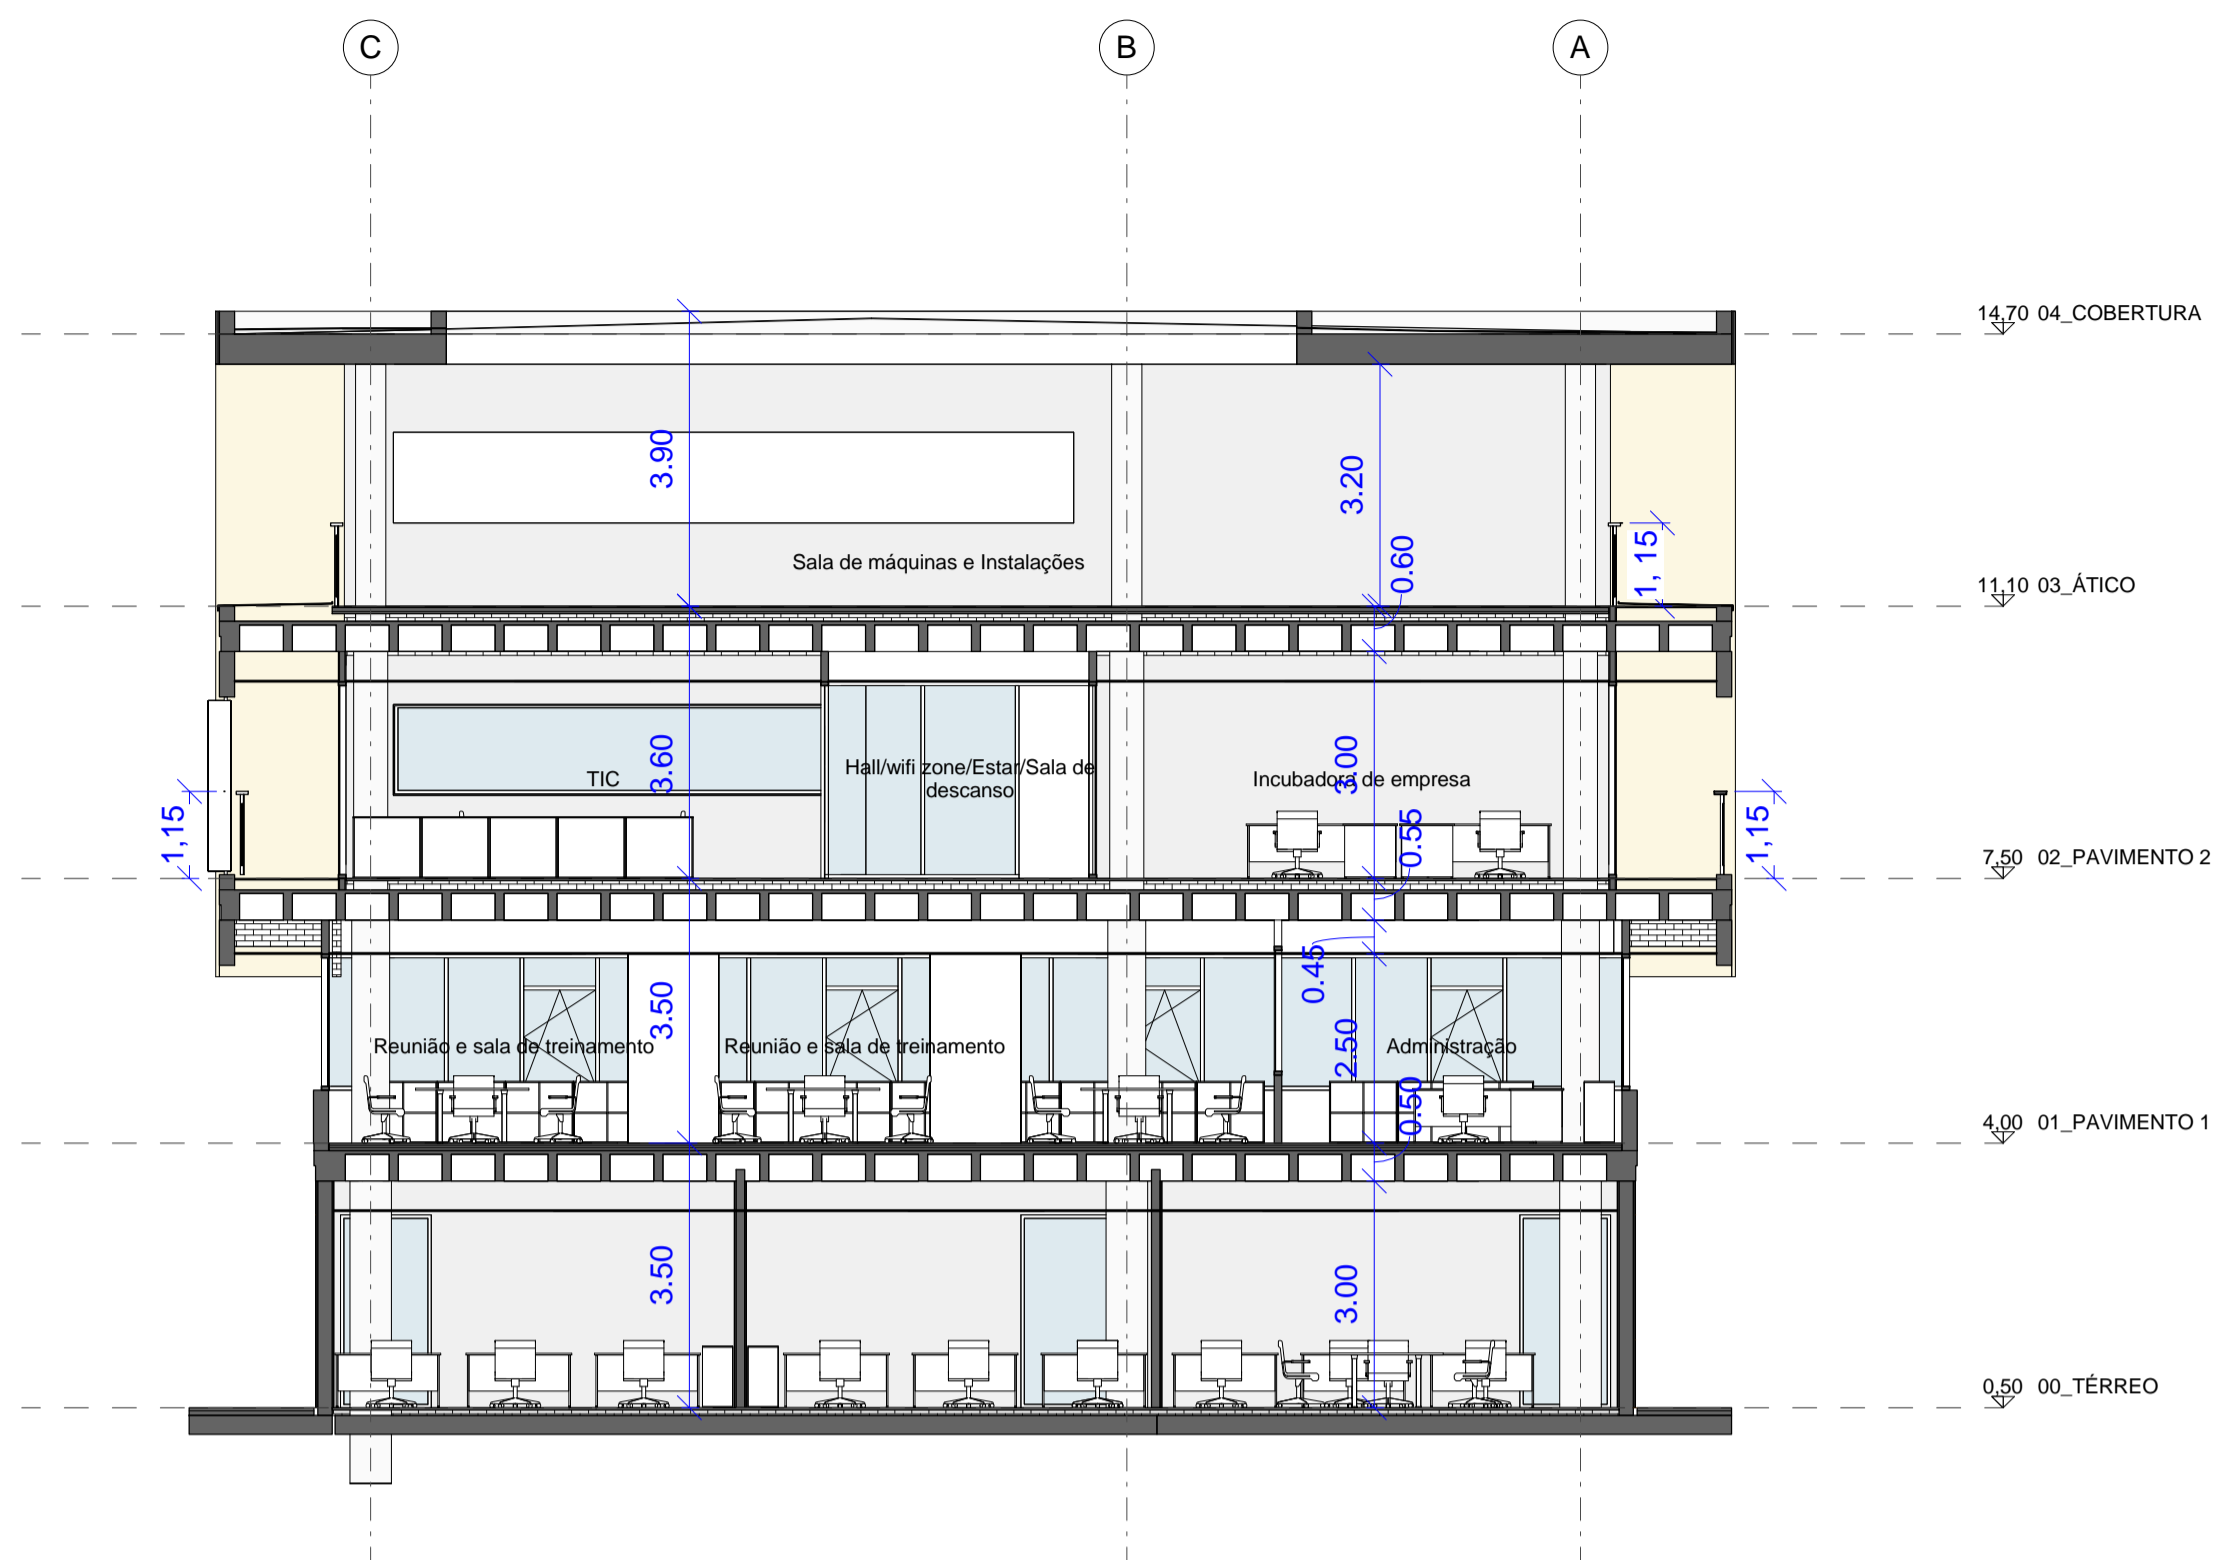 C
B
A
14,70 04_COBERTURA
3.90
3.20
Sala de máquinas e Instalações
0.60
1, 15
11,10 03_ÁTICO
3.60
TIC
Hall/wifi zone/Estar/Sala de
descanso
3.00
Incubadora de empresa
1,15
0.55
1,15
7,50 02_PAVIMENTO 2
0.45
3.50
Reunião e sala de treinamento
Reunião e sala de treinamento
2.50
Administração
0.50
4,00 01_PAVIMENTO 1
3.50
3.00
0,50 00_TÉRREO